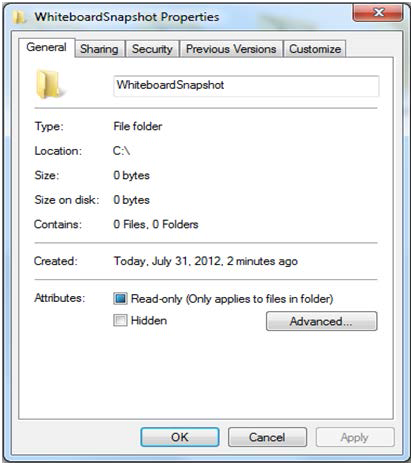 WhiteboardSnapshot Properties
General Sharing Security Previous Versions Customize
WhiteboardSnapshot
Type: File folder
Location: C:\
Size: 0 bytes
Size on disk: 0 bytes
Contains: 0 Files, 0 Folders
Created: Today, July 31, 2012, 2 minutes ago
Attributes: Read-only (Only applies to files in folder)
Hidden Advanced...
OK Cancel Apply